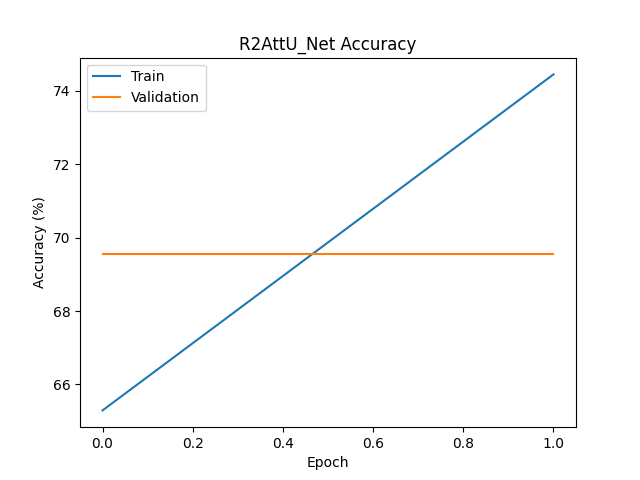 R2AttU_Net Accuracy
Train
Validation
Accuracy (%)
74
72
70
68
66
0.0 0.2 0.4 0.6 0.8 1.0
Epoch